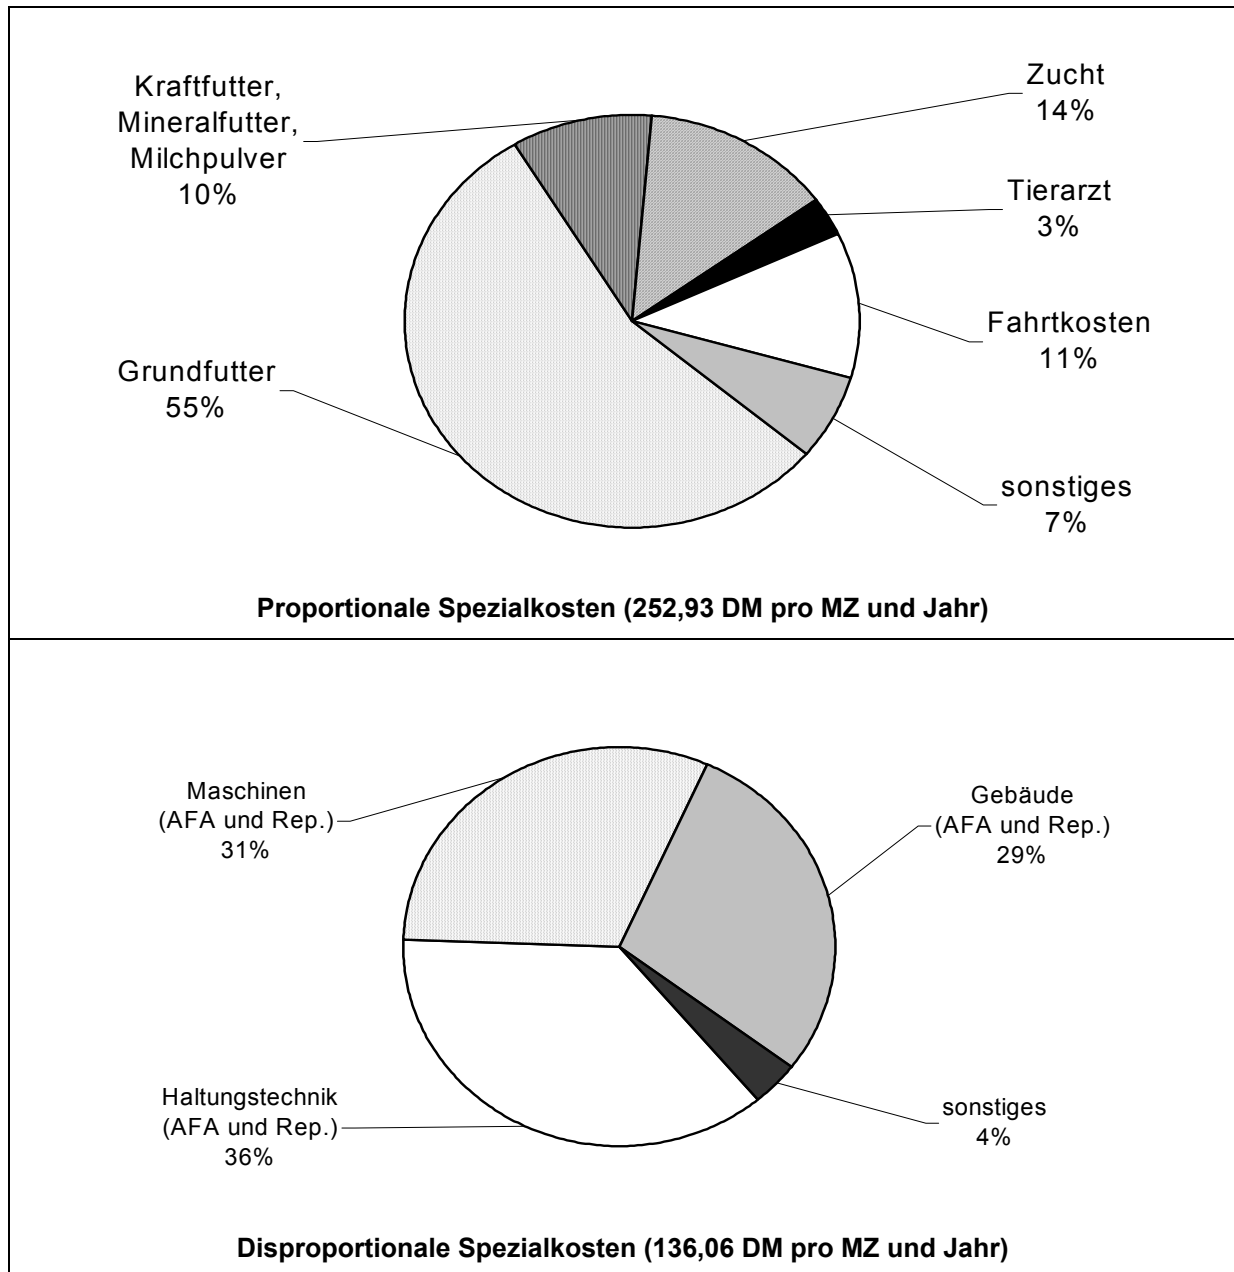 Kraftfutter,
Mineralfutter,
Milchpulver
10%
Zucht
14%
Tierarzt
3%
Fahrtkosten
11%
Grundfutter
55%
sonstiges
7%
Proportionale Spezialkosten (252,93 DM pro MZ und Jahr)
Maschinen
(AFA und Rep.)
31%
Gebäude
(AFA und Rep.)
29%
Haltungstechnik
(AFA und Rep.)
36%
sonstiges
4%
Disproportionale Spezialkosten (136,06 DM pro MZ und Jahr)